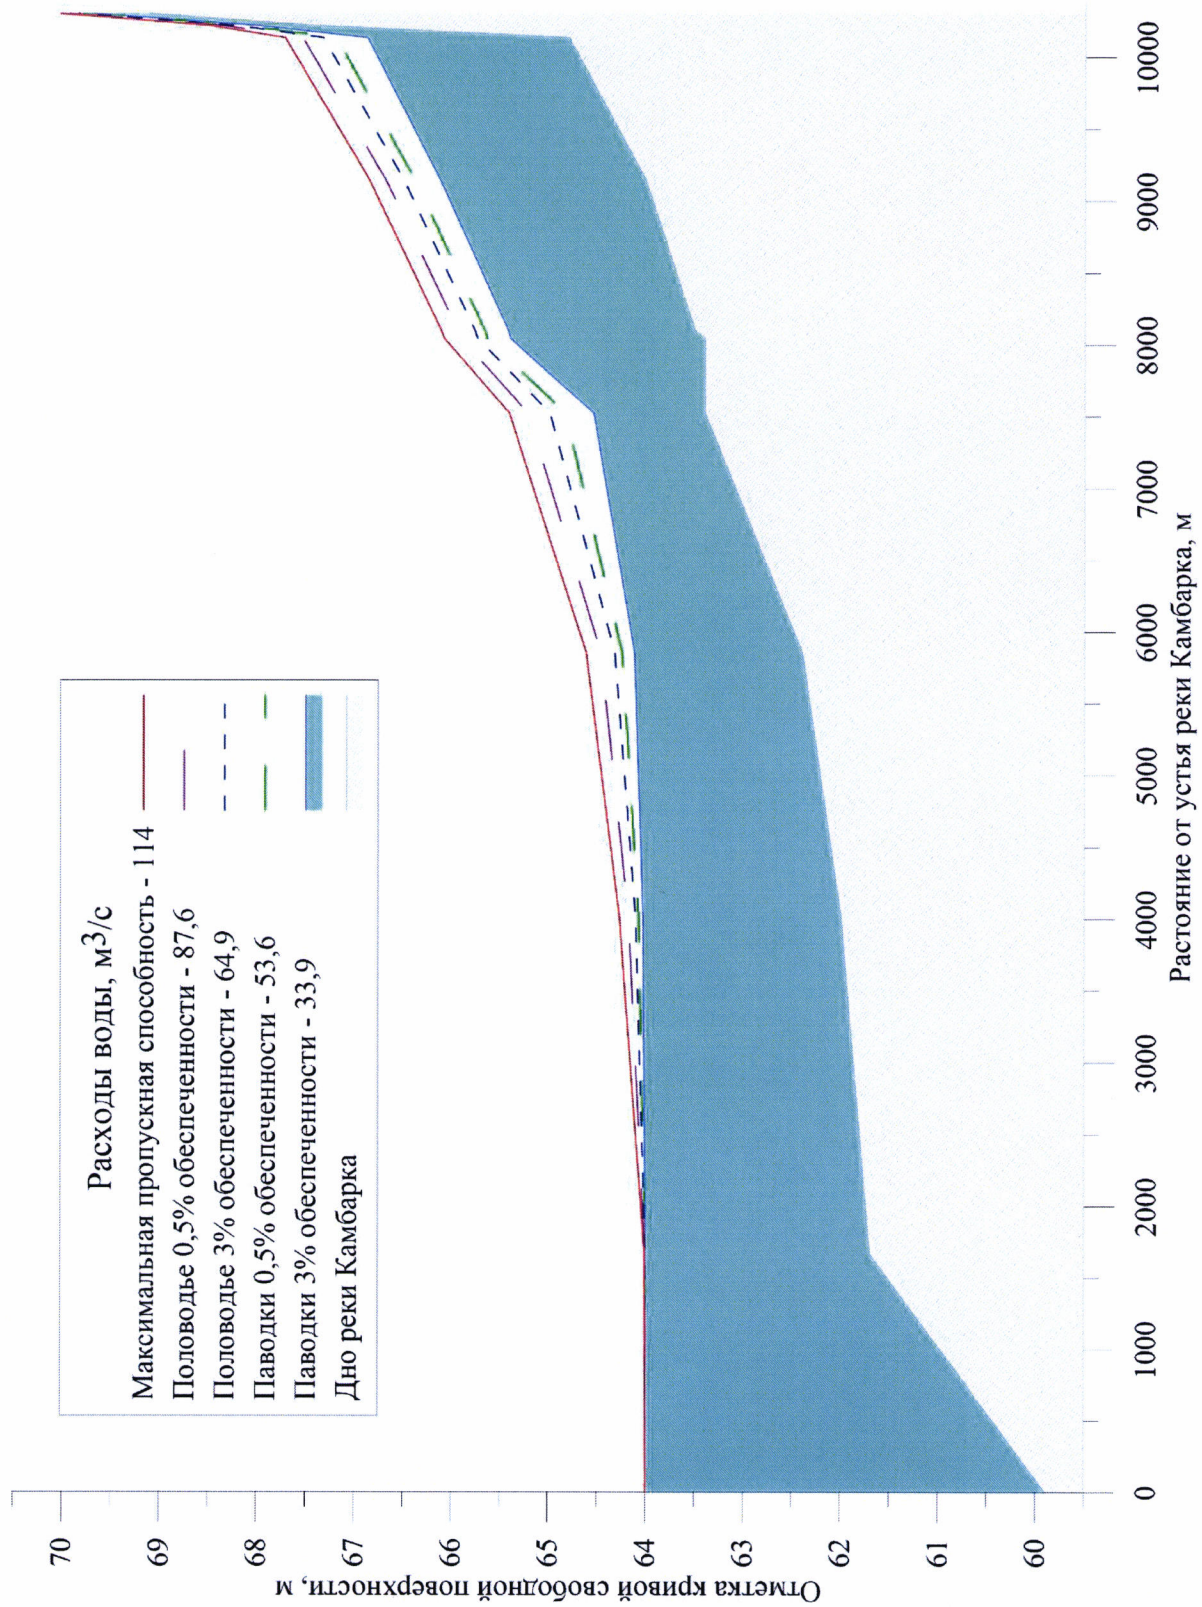 Расходы воды, м3/с
Максимальная пропускная способность - 114
Половодье 0,5% обеспеченности - 87,6
Половодье 3% обеспеченности - 64,9
Паводки 0,5% обеспеченности - 53,6
Паводки 3% обеспеченности - 33,9
Дно реки Камбарка
Отметка кривой свободной поверхности, м
70
69
68
67
66
65
64
63
62
61
60
0 1000 2000 3000 4000 5000 6000 7000 8000 9000 10000
Растояние от устья реки Камбарка, м